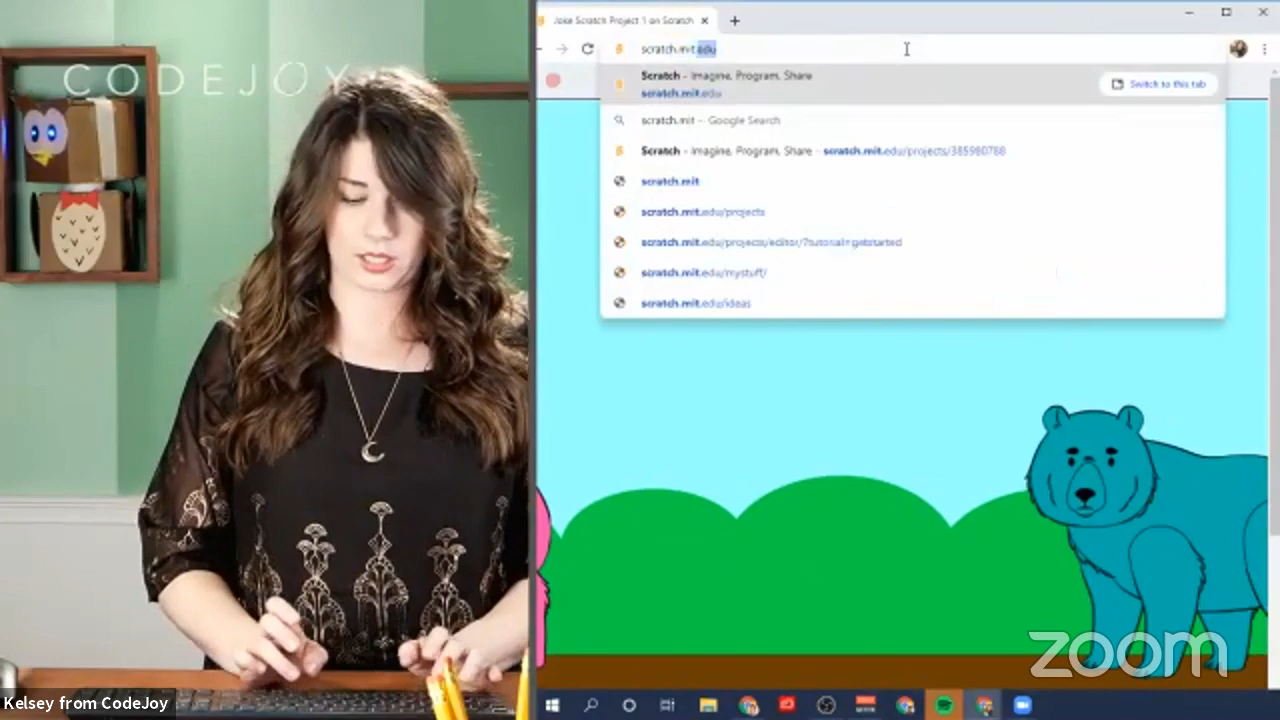 CODEJOY
Joke Scratch Project 1 on Scratch
scratch.mit.edu
Scratch - Imagine, Program, Share
scratch.mit.edu
Switch to this tab
scratch.mit - Google Search
Scratch - Imagine, Program, Share - scratch.mit.edu/projects/385980788
scratch.mit
scratch.mit.edu/projects
scratch.mit.edu/projects/editor/?tutorial=getstarted
scratch.mit.edu/mystuff/
scratch.mit.edu/ideas
zoom
Kelsey from CodeJoy